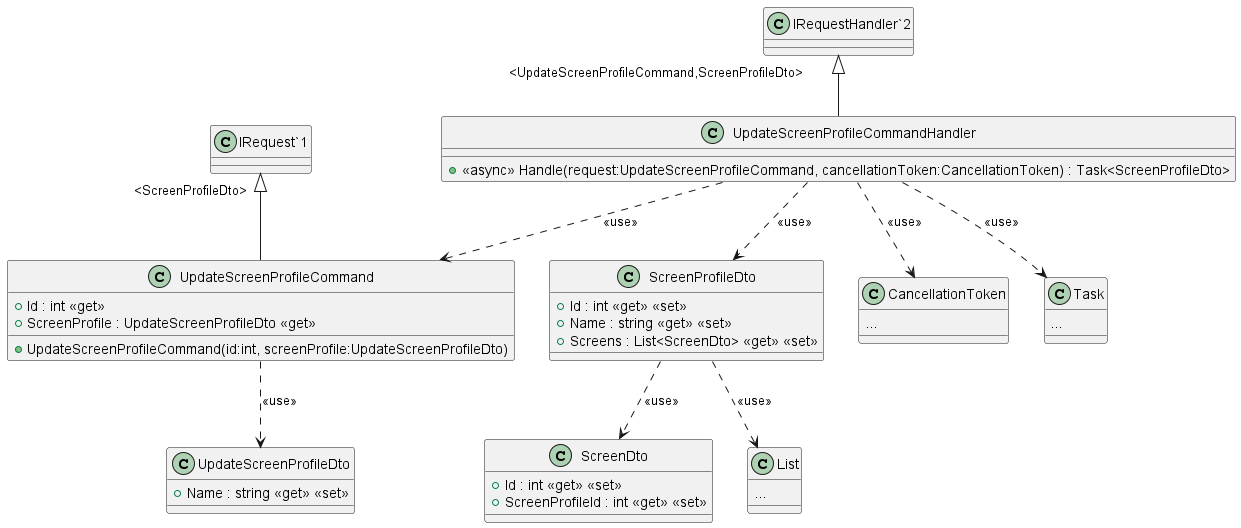 C IRequestHandler`2
<UpdateScreenProfileCommand,ScreenProfileDto>
C UpdateScreenProfileCommandHandler
«async» Handle(request:UpdateScreenProfileCommand, cancellationToken:CancellationToken) : Task<ScreenProfileDto>
C IRequest`1
<ScreenProfileDto>
«use»
«use»
«use»
«use»
C UpdateScreenProfileCommand
Id : int «get»
ScreenProfile : UpdateScreenProfileDto «get»
UpdateScreenProfileCommand(id:int, screenProfile:UpdateScreenProfileDto)
C ScreenProfileDto
Id : int «get» «set»
Name : string «get» «set»
Screens : List<ScreenDto> «get» «set»
C CancellationToken
...
C Task
...
«use»
«use»
«use»
C UpdateScreenProfileDto
Name : string «get» «set»
C ScreenDto
Id : int «get» «set»
ScreenProfileId : int «get» «set»
C List
...